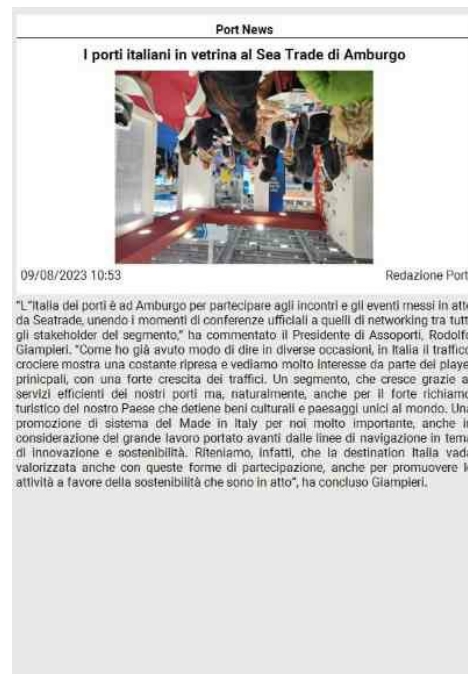 Port News
I porti italiani in vetrina al Sea Trade di Amburgo
09/08/2023 10:53
Redazione Port
"L"Italia dei porti è ad Amburgo per partecipare agli incontri e gli eventi messi in atto
da Seatrade, unendo i momenti di conferenze ufficiali a quelli di networking tra tutt
gli stakeholder del segmento," ha commentato il Presidente di Assoporti, Rodolfo
Giampieri. "Come ho già avuto modo di dire in diverse occasioni, in Italia il traffico
crociere mostra una costante ripresa e vediamo molto interesse da parte dei player
prinicpali, con una forte crescita dei traffici. Un segmento, che cresce grazie a
servizi efficienti dei nostri porti ma, naturalmente, anche per il forte richiamo
turistico del nostro Paese che detiene beni culturali e paesaggi unici al mondo. Una
promozione di sistema del Made in Italy per noi molto importante, anche in
considerazione del grande lavoro portato avanti dalle linee di navigazione in tema
di innovazione e sostenibilità. Riteniamo, infatti, che la destination Italia vada
valorizzata anche con queste forme di partecipazione, anche per promuovere le
attività a favore della sostenibilità che sono in atto", ha concluso Giampieri.